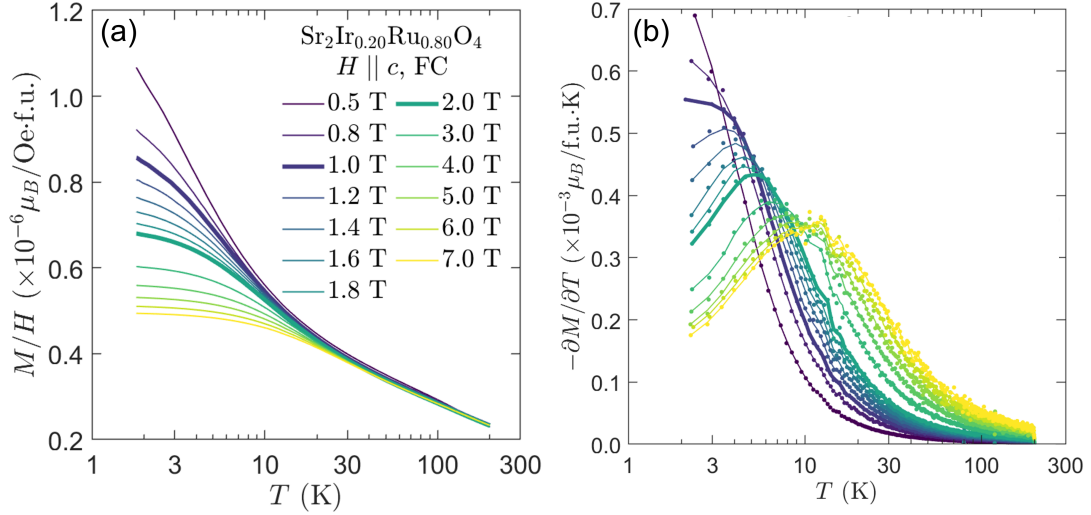 (a)
Sr₂Ir₀.₂₀Ru₀.₈₀O₄
H || c, FC
0.5 T
0.8 T
1.0 T
1.2 T
1.4 T
1.6 T
1.8 T
2.0 T
3.0 T
4.0 T
5.0 T
6.0 T
7.0 T
M/H (×10⁻⁶ μB/Oe·f.u.)
1.2
1.0
0.8
0.6
0.4
0.2
1 3 10 30 100 300
T (K)
(b)
−∂M/∂T (×10⁻³ μB/f.u.·K)
0.7
0.6
0.5
0.4
0.3
0.2
0.1
0.0
1 3 10 30 100 300
T (K)